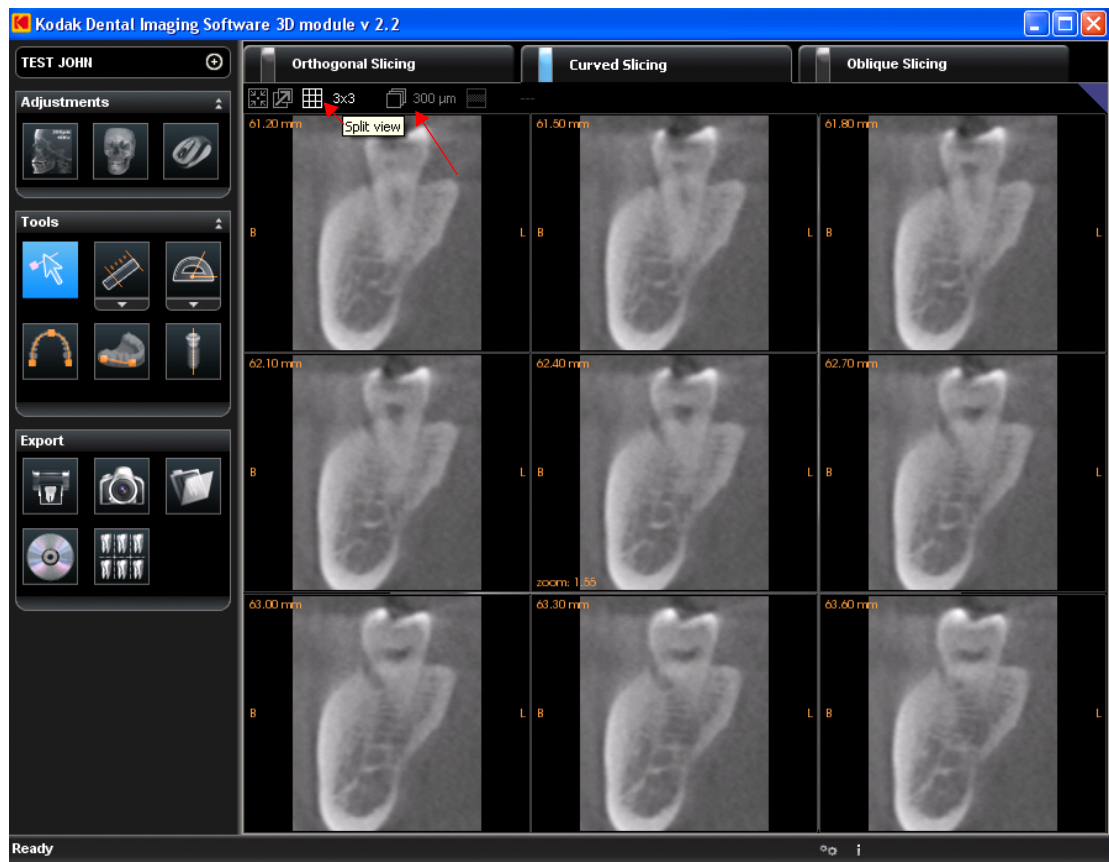 Kodak Dental Imaging Software 3D module v 2.2
TEST JOHN
Orthogonal Slicing
Curved Slicing
Oblique Slicing
Adjustments
3x3
300 µm
---
Split view
Tools
Export
61.20 mm
B
L
61.50 mm
B
L
61.80 mm
B
L
62.10 mm
B
L
62.40 mm
B
L
zoom: 1.55
62.70 mm
B
L
63.00 mm
B
L
63.30 mm
B
L
63.60 mm
B
L
Ready
i